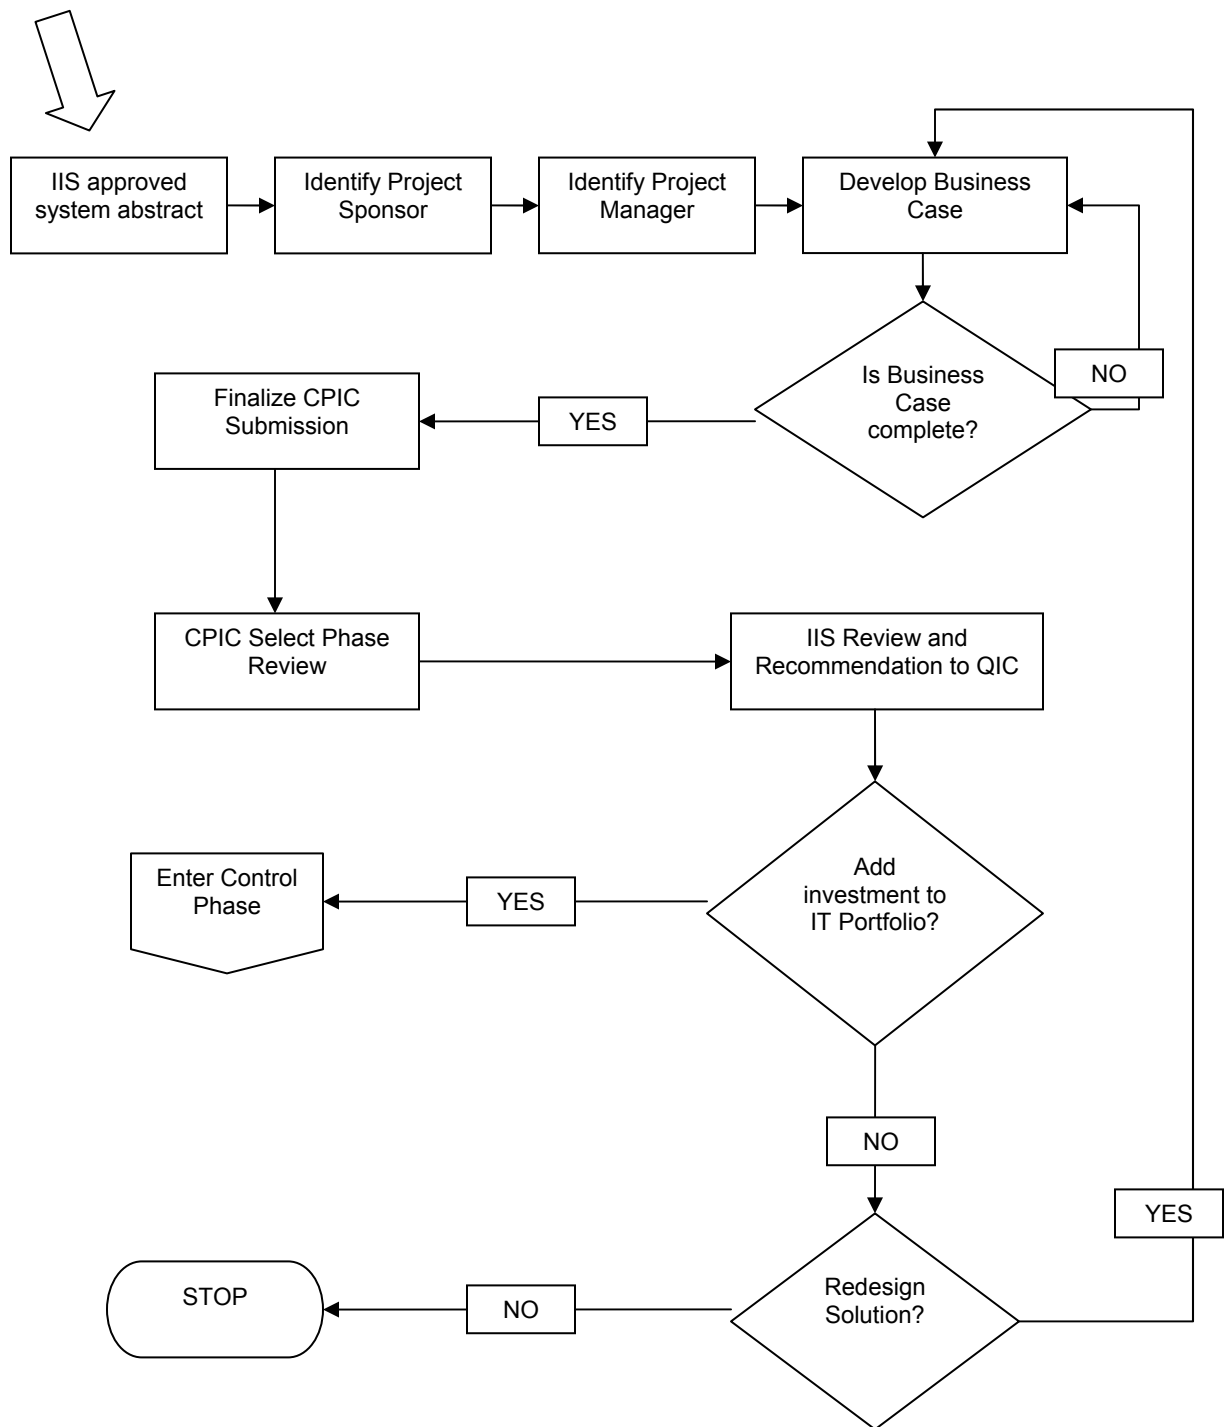 IIS approved
system abstract
Identify Project
Sponsor
Identify Project
Manager
Develop Business
Case
Is Business
Case
complete?
NO
YES
Finalize CPIC
Submission
CPIC Select Phase
Review
IIS Review and
Recommendation to QIC
Add
investment to
IT Portfolio?
YES
Enter Control
Phase
NO
YES
Redesign
Solution?
NO
STOP